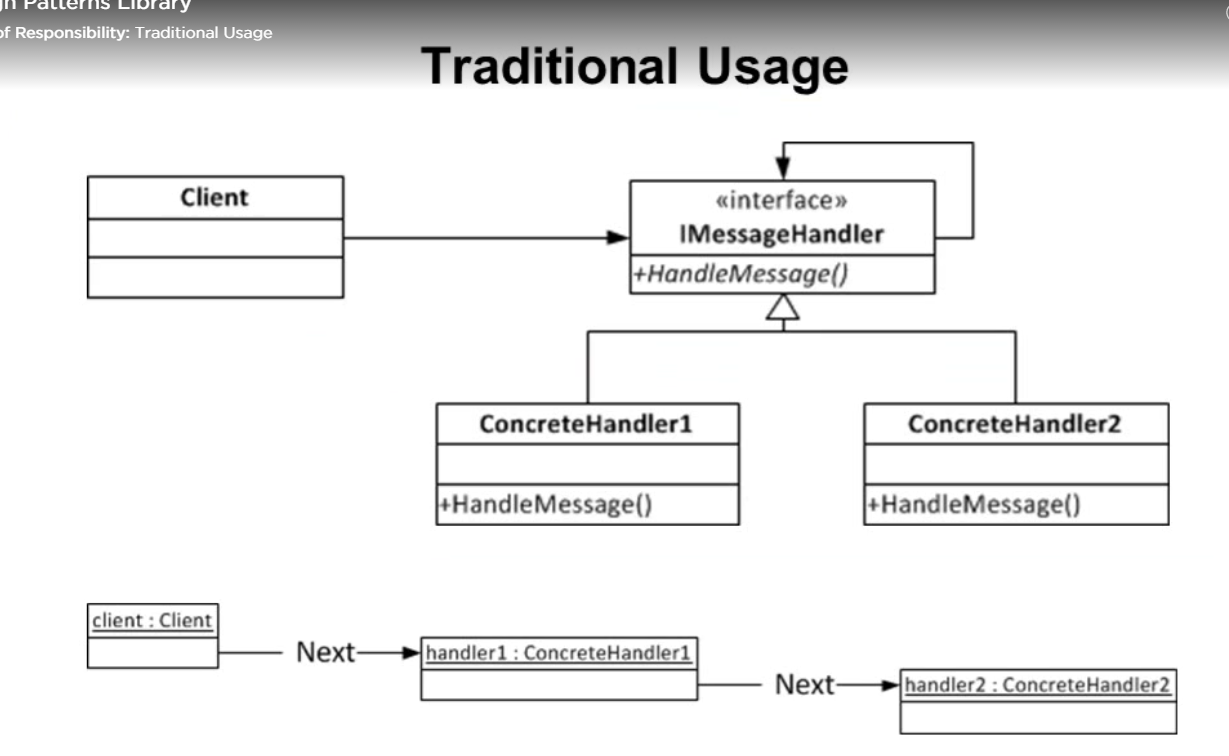 Patterns Library
of Responsibility: Traditional Usage
Traditional Usage
Client
«interface»
IMessageHandler
+HandleMessage()
ConcreteHandler1
+HandleMessage()
ConcreteHandler2
+HandleMessage()
client : Client
Next
handler1 : ConcreteHandler1
Next
handler2 : ConcreteHandler2